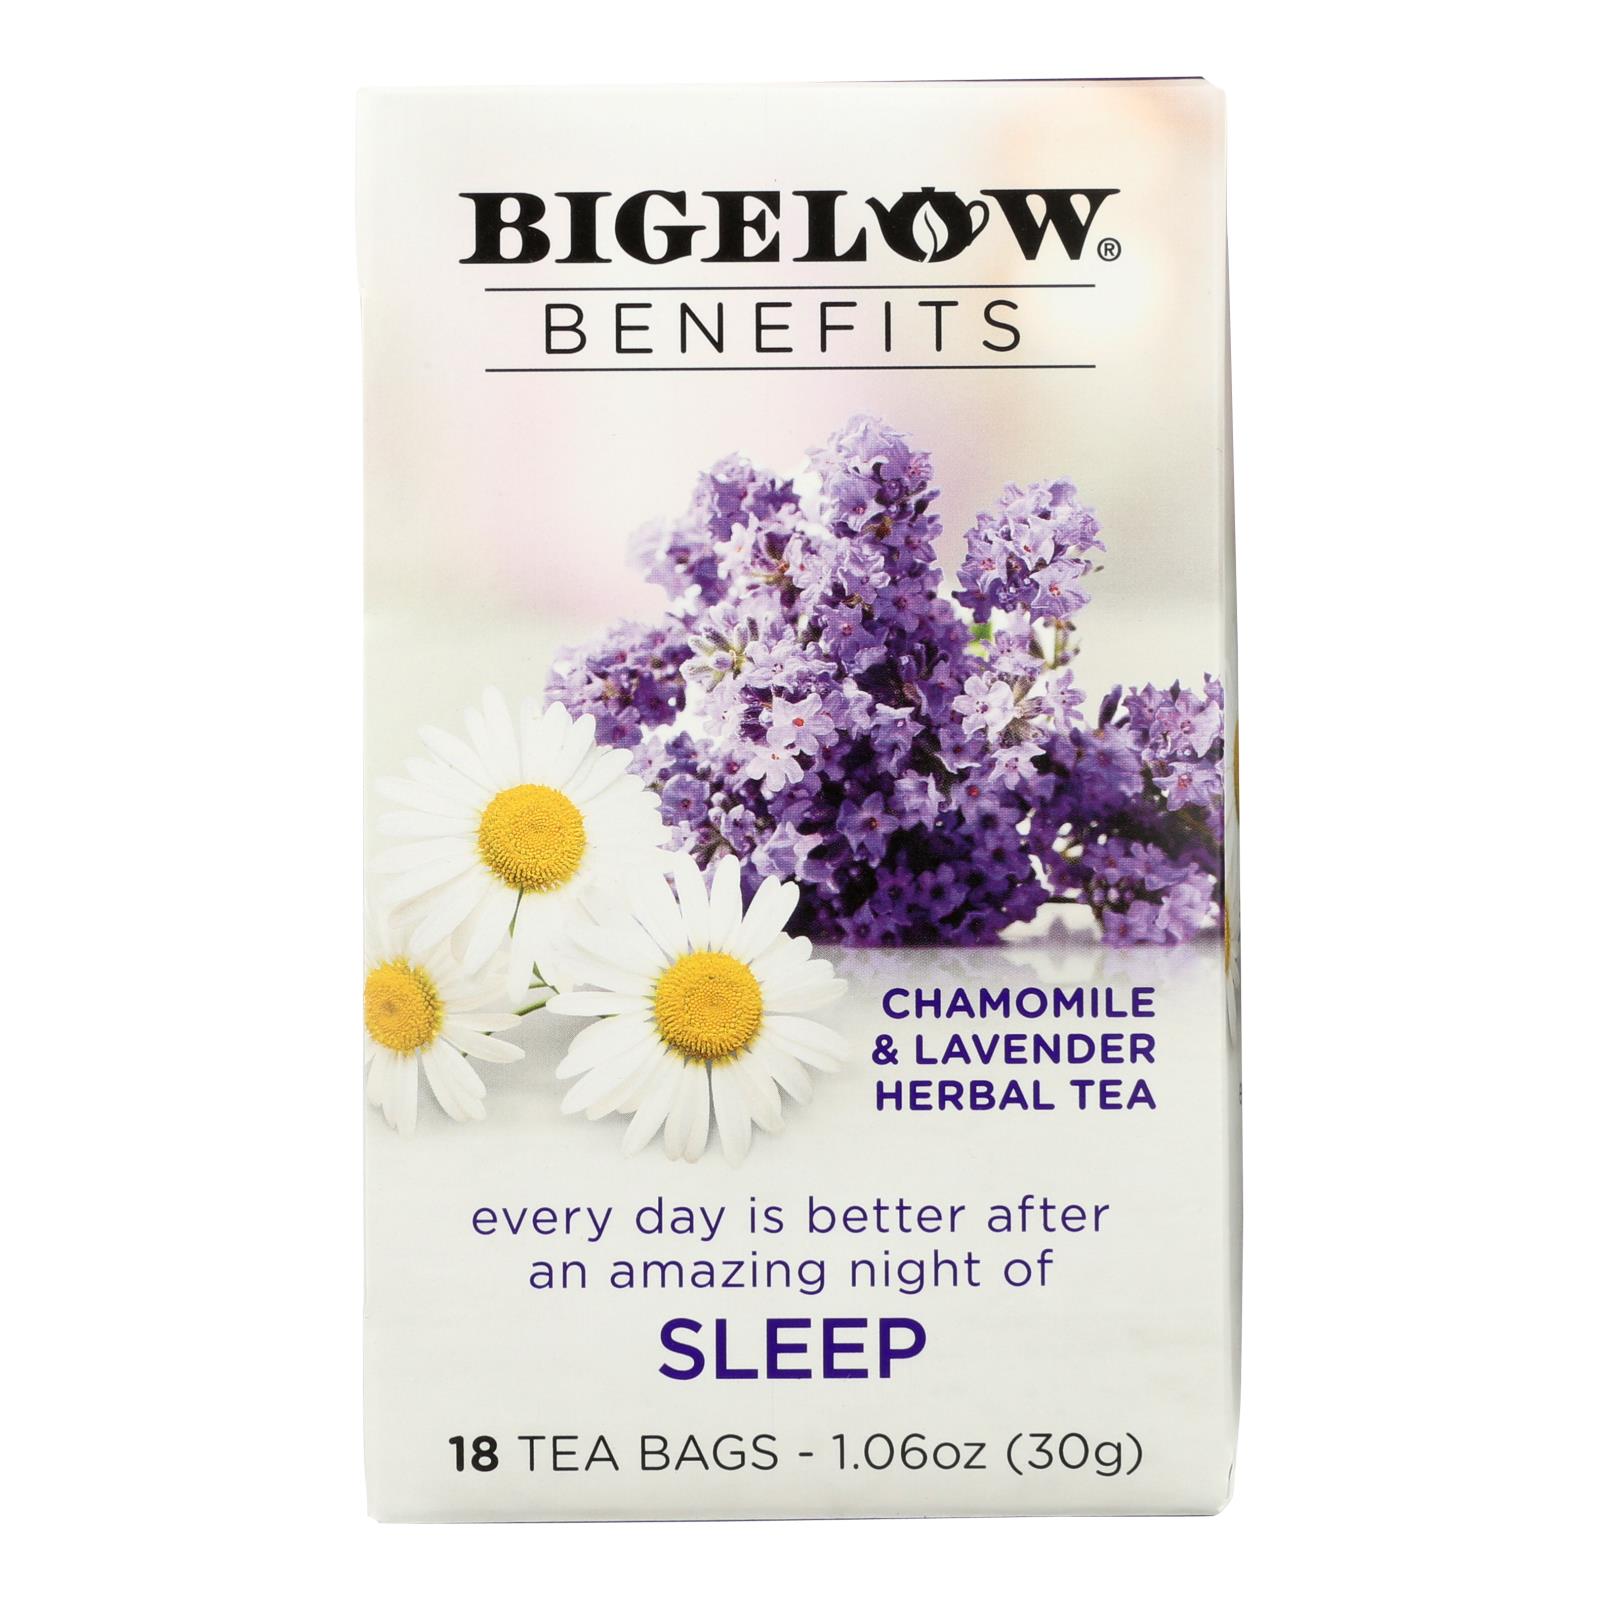 BIGELOW®
BENEFITS
CHAMOMILE
& LAVENDER
HERBAL TEA
every day is better after
an amazing night of
SLEEP
18 TEA BAGS - 1.06oz (30g)